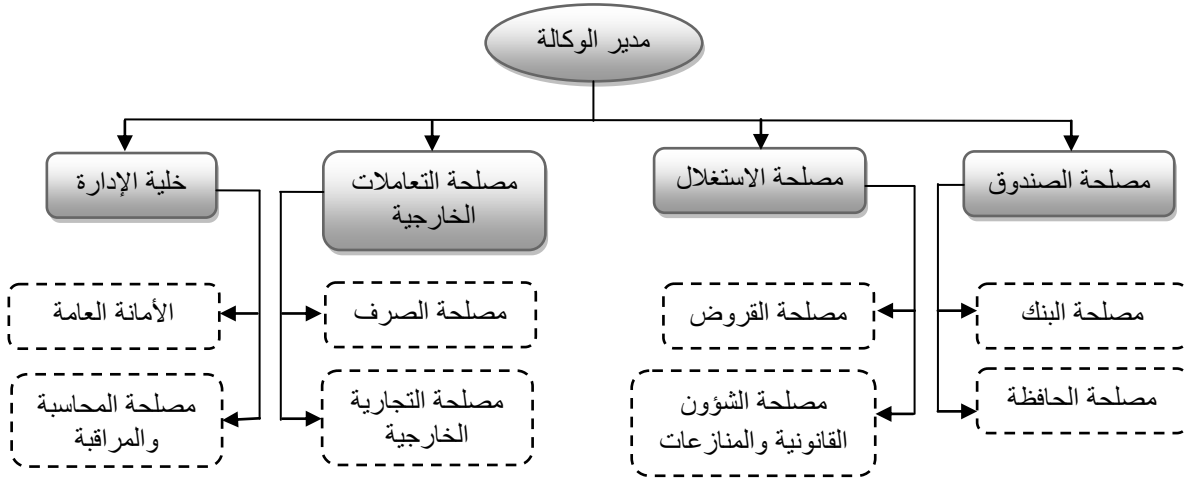 مدير الوكالة
مصلحة الصندوق
مصلحة الاستغلال
مصلحة التعاملات
الخارجية
خلية الإدارة
مصلحة البنك
مصلحة القروض
مصلحة الصرف
الأمانة العامة
مصلحة الحافظة
مصلحة الشؤون
القانونية والمنازعات
مصلحة التجارية
الخارجية
مصلحة المحاسبة
والمراقبة